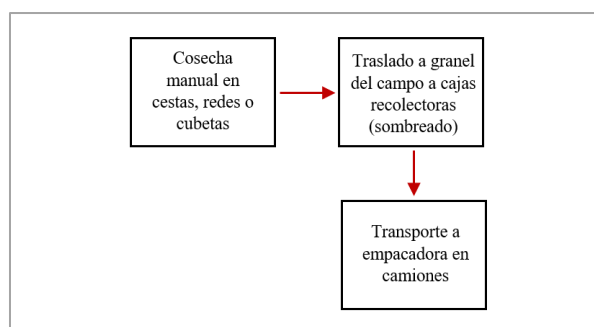 Cosecha
manual en
cestas, redes o
cubetas
Traslado a granel
del campo a cajas
recolectoras
(sombreado)
Transporte a
empacadora en
camiones